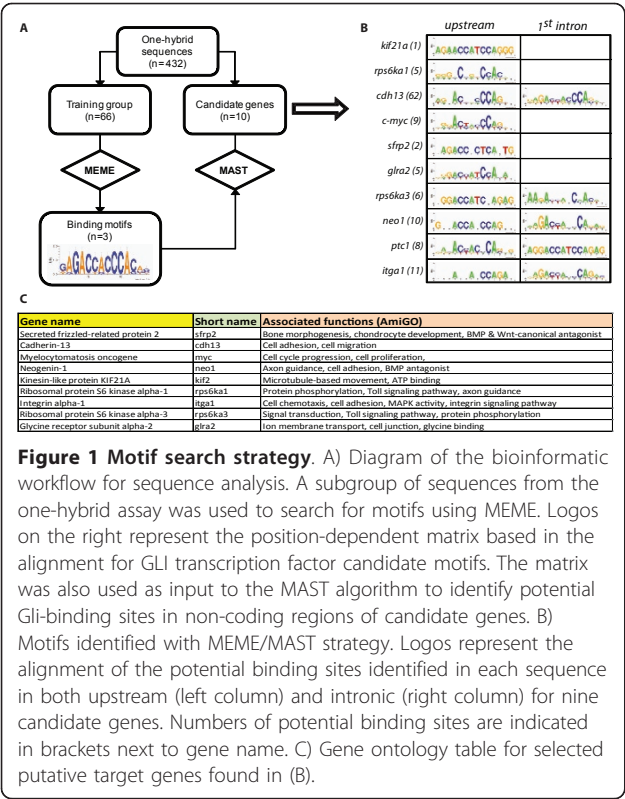 A
One-hybrid
sequences
(n=432)
Training group
(n=66)
Candidate genes
(n=10)
MEME
MAST
Binding motifs
(n=3)
GAGACCACCCA
B
upstream
1st intron
kif21a (1)
AGAACCATCCAGGG
rps6ka1 (5)
cdh13 (62)
c-myc (9)
sfrp2 (2)
AGACC CTCA TG
glra2 (5)
rps6ka3 (6)
GGACCATC AGAG
neo1 (10)
ptc1 (8)
AGGACCATCCAGAG
itga1 (11)
C
Gene name Short name Associated functions (AmiGO)
Secreted frizzled-related protein 2 sfrp2 Bone morphogenesis, chondrocyte development, BMP & Wnt-canonical antagonist
Cadherin-13 cdh13 Cell adhesion, cell migration
Myelocytomatosis oncogene myc Cell cycle progression, cell proliferation,
Neogenin-1 neo1 Axon guidance, cell adhesion, BMP antagonist
Kinesin-like protein KIF21A kif2 Microtubule-based movement, ATP binding
Ribosomal protein S6 kinase alpha-1 rps6ka1 Protein phosphorylation, Toll signaling pathway, axon guidance
Integrin alpha-1 itga1 Cell chemotaxis, cell adhesion, MAPK activity, integrin signaling pathway
Ribosomal protein S6 kinase alpha-3 rps6ka3 Signal transduction, Toll signaling pathway, protein phosphorylation
Glycine receptor subunit alpha-2 glra2 Ion membrane transport, cell junction, glycine binding
Figure 1 Motif search strategy. A) Diagram of the bioinformatic
workflow for sequence analysis. A subgroup of sequences from the
one-hybrid assay was used to search for motifs using MEME. Logos
on the right represent the position-dependent matrix based in the
alignment for GLI transcription factor candidate motifs. The matrix
was also used as input to the MAST algorithm to identify potential
Gli-binding sites in non-coding regions of candidate genes. B)
Motifs identified with MEME/MAST strategy. Logos represent the
alignment of the potential binding sites identified in each sequence
in both upstream (left column) and intronic (right column) for nine
candidate genes. Numbers of potential binding sites are indicated
in brackets next to gene name. C) Gene ontology table for selected
putative target genes found in (B).